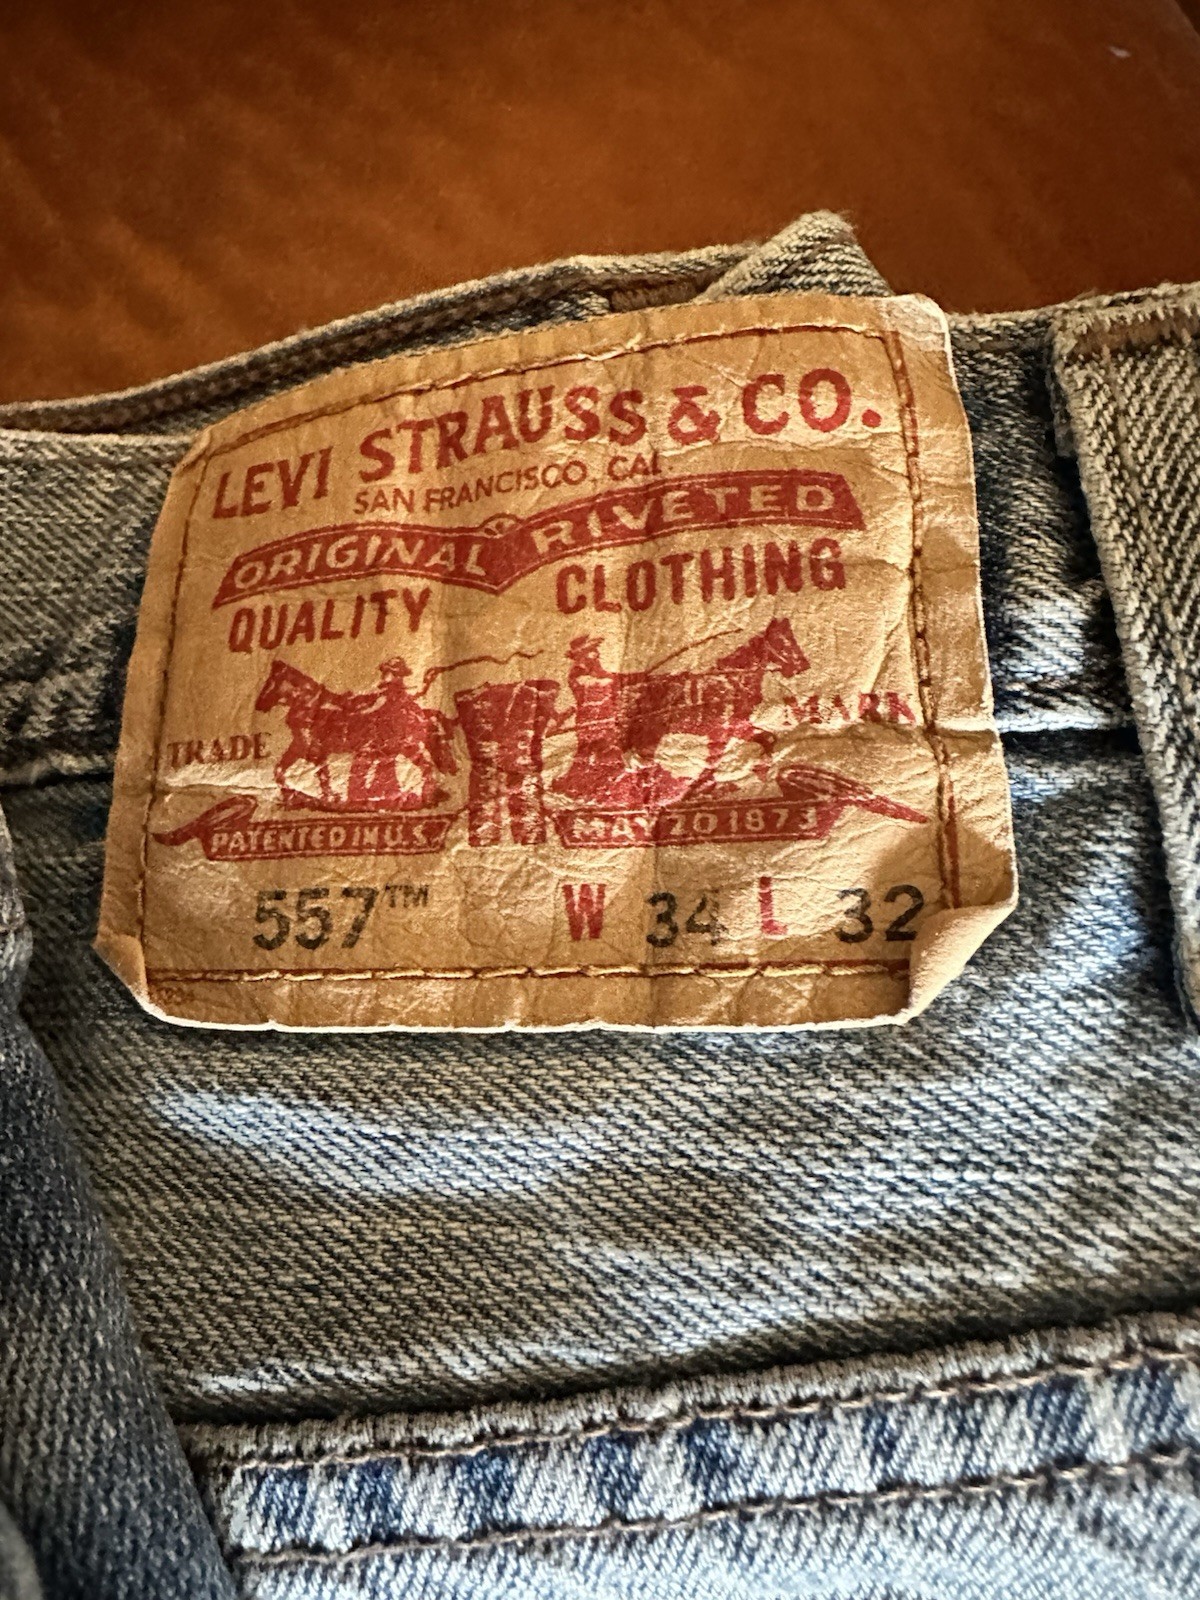 LEVI STRAUSS & CO.
SAN FRANCISCO, CAL.
ORIGINAL RIVETED
QUALITY CLOTHING
TRADE MARK
PATENTED IN U.S. MAY 20 1873
557™ W 34 L 32